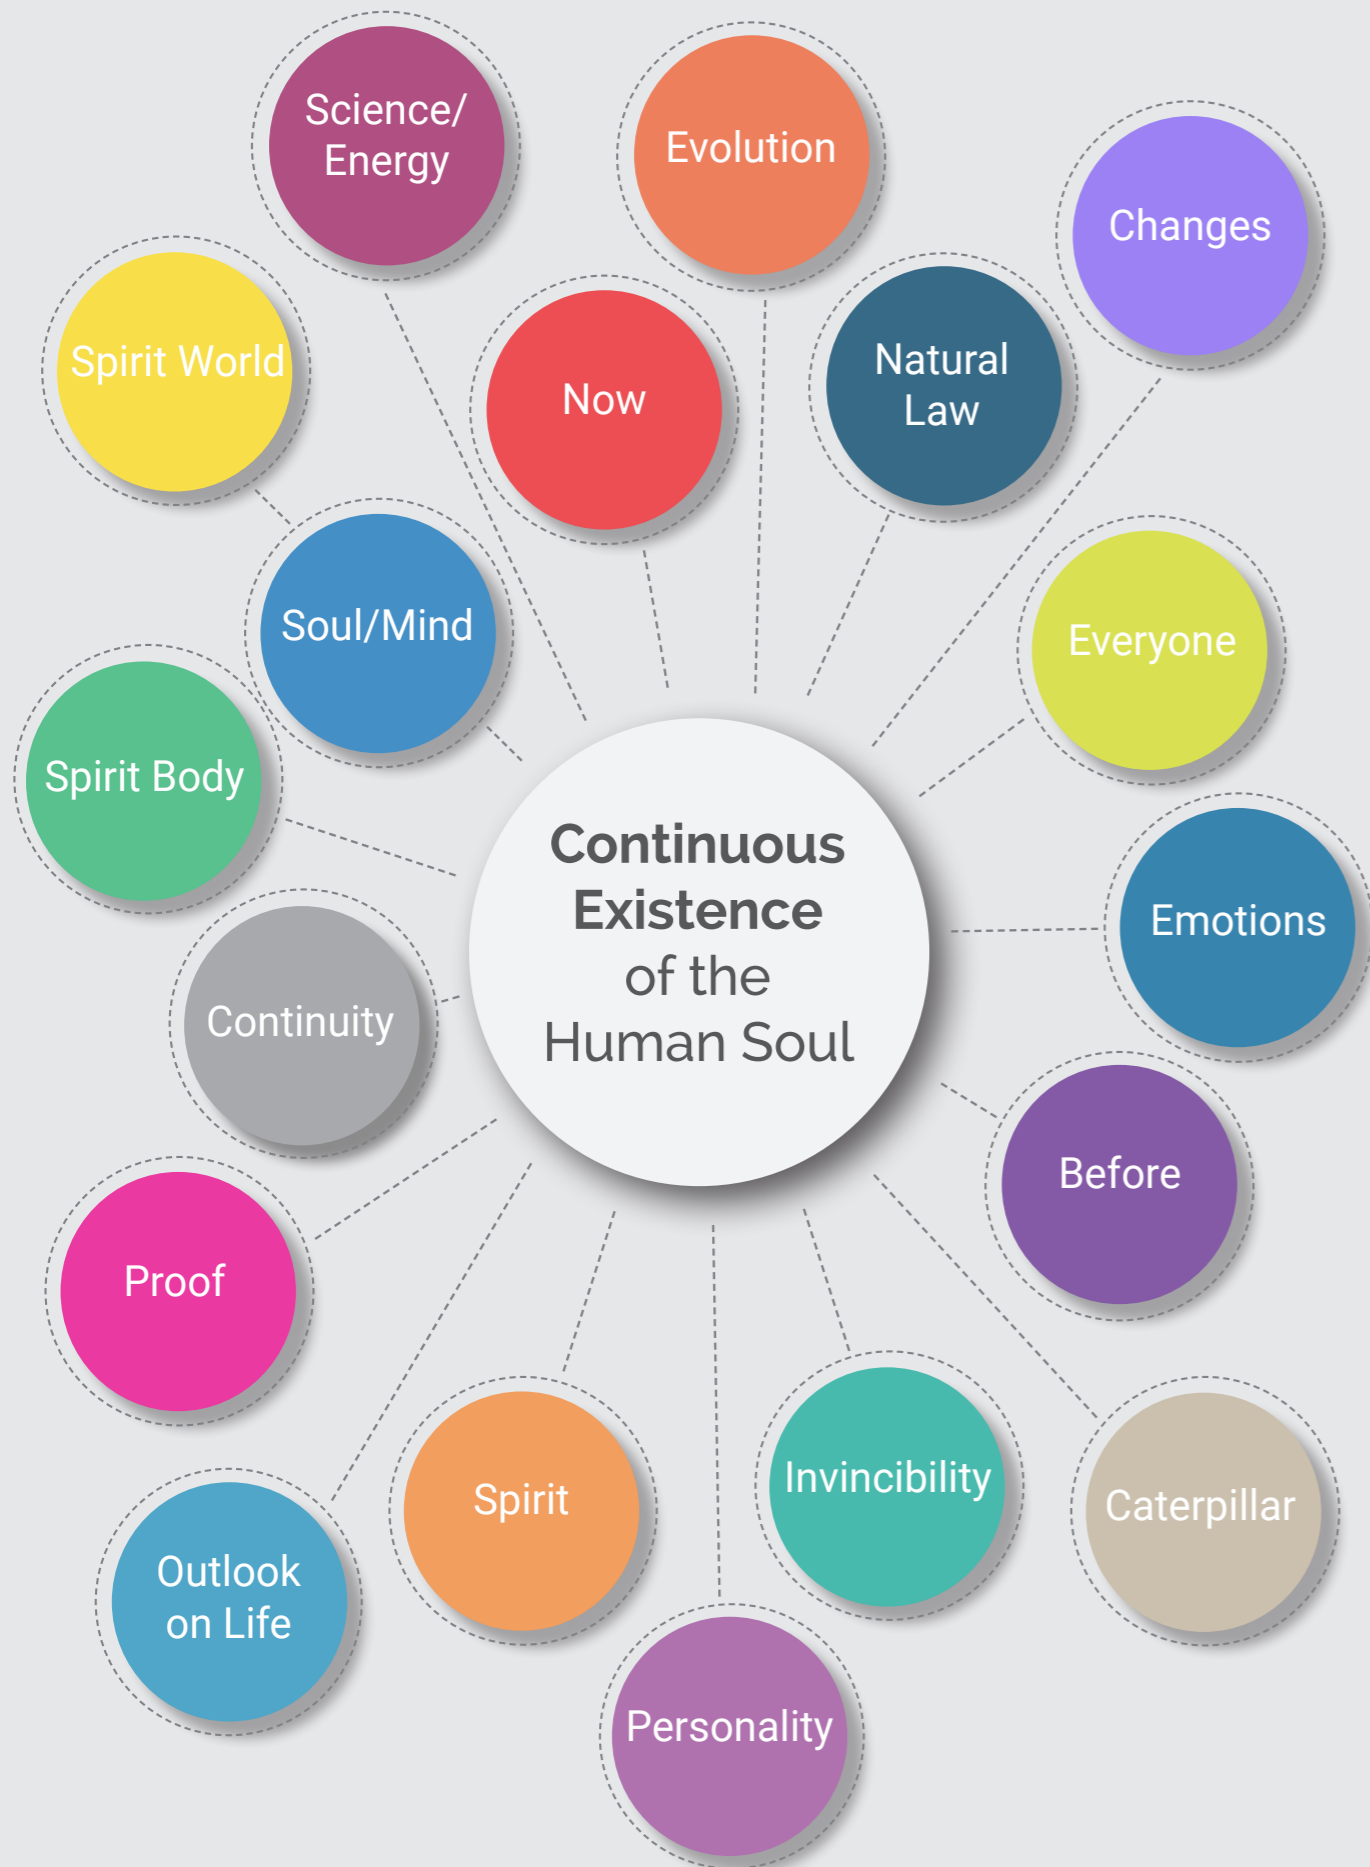 Science/
Energy
Evolution
Changes
Spirit World
Now
Natural
Law
Soul/Mind
Everyone
Spirit Body
Continuous
Existence
of the
Human Soul
Emotions
Continuity
Before
Proof
Invincibility
Caterpillar
Spirit
Outlook
on Life
Personality